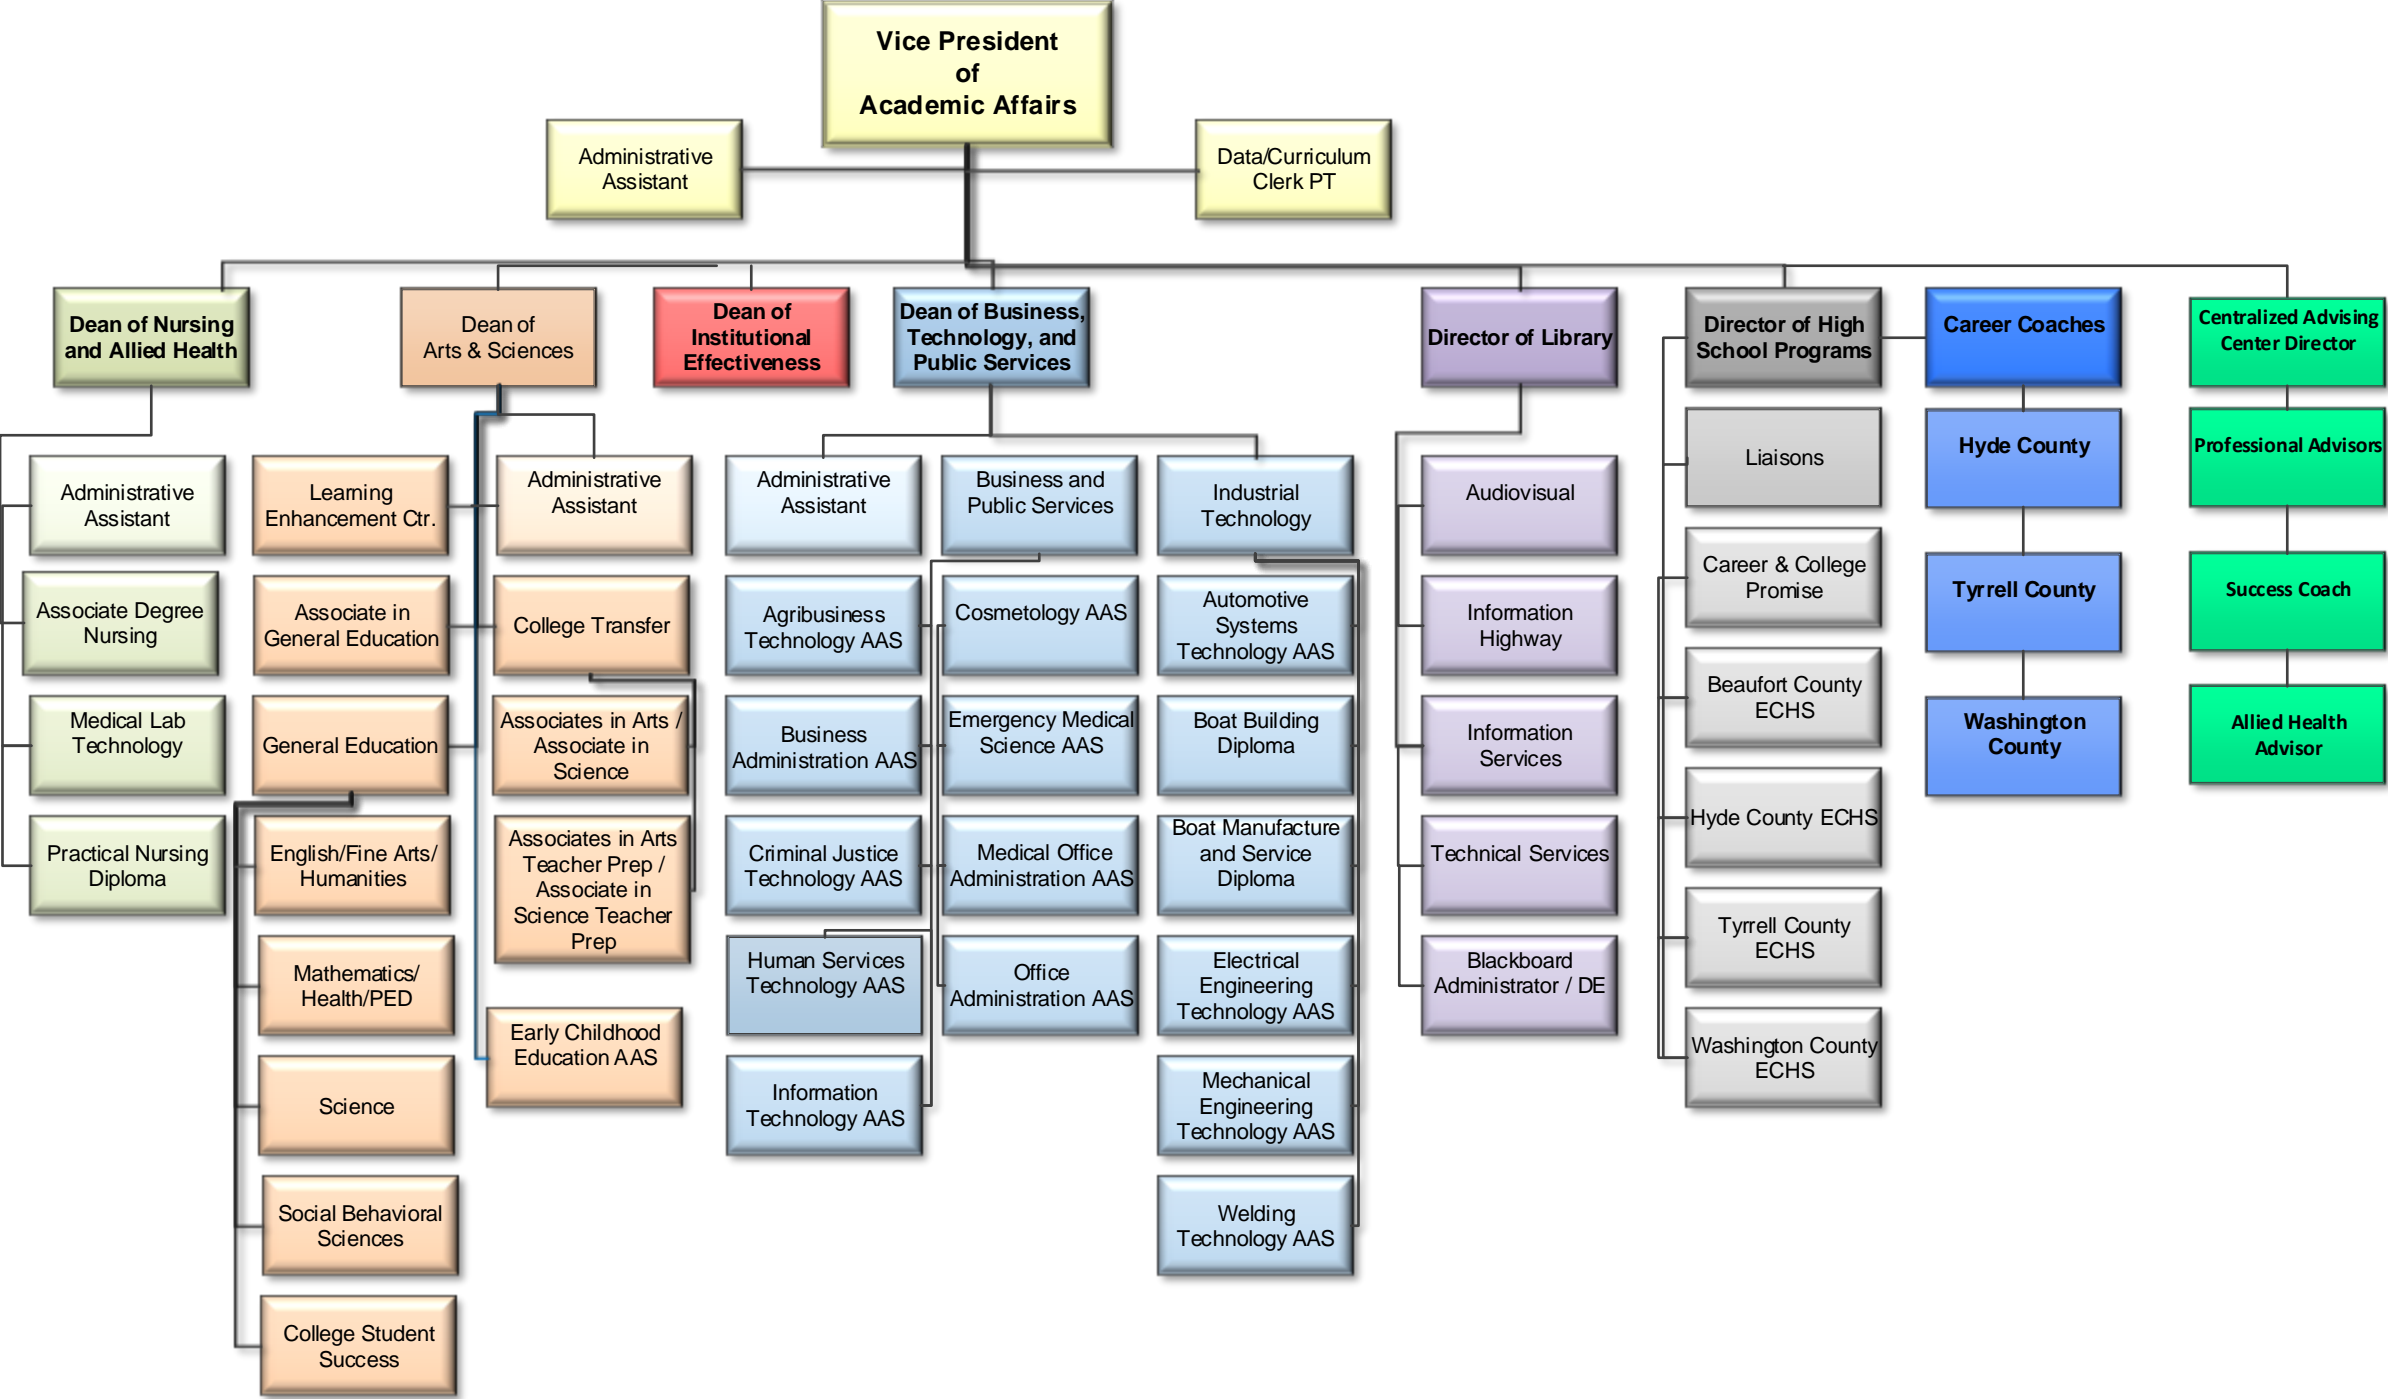 Vice President
of
Academic Affairs
Administrative
Assistant
Data/Curriculum
Clerk PT
Dean of Nursing
and Allied Health
Dean of
Arts & Sciences
Dean of
Institutional
Effectiveness
Dean of Business,
Technology, and
Public Services
Director of Library
Director of High
School Programs
Career Coaches
Centralized Advising
Center Director
Administrative
Assistant
Associate Degree
Nursing
Medical Lab
Technology
Practical Nursing
Diploma
Learning
Enhancement Ctr.
Associate in
General Education
General Education
English/Fine Arts/
Humanities
Mathematics/
Health/PED
Science
Social Behavioral
Sciences
College Student
Success
Administrative
Assistant
College Transfer
Associates in Arts /
Associate in
Science
Associates in Arts
Teacher Prep /
Associate in
Science Teacher
Prep
Early Childhood
Education AAS
Administrative
Assistant
Agribusiness
Technology AAS
Business
Administration AAS
Criminal Justice
Technology AAS
Human Services
Technology AAS
Information
Technology AAS
Business and
Public Services
Cosmetology AAS
Emergency Medical
Science AAS
Medical Office
Administration AAS
Office
Administration AAS
Industrial
Technology
Automotive
Systems
Technology AAS
Boat Building
Diploma
Boat Manufacture
and Service
Diploma
Electrical
Engineering
Technology AAS
Mechanical
Engineering
Technology AAS
Welding
Technology AAS
Audiovisual
Information
Highway
Information
Services
Technical Services
Blackboard
Administrator / DE
Liaisons
Career & College
Promise
Beaufort County
ECHS
Hyde County ECHS
Tyrrell County
ECHS
Washington County
ECHS
Hyde County
Tyrrell County
Washington
County
Professional Advisors
Success Coach
Allied Health
Advisor